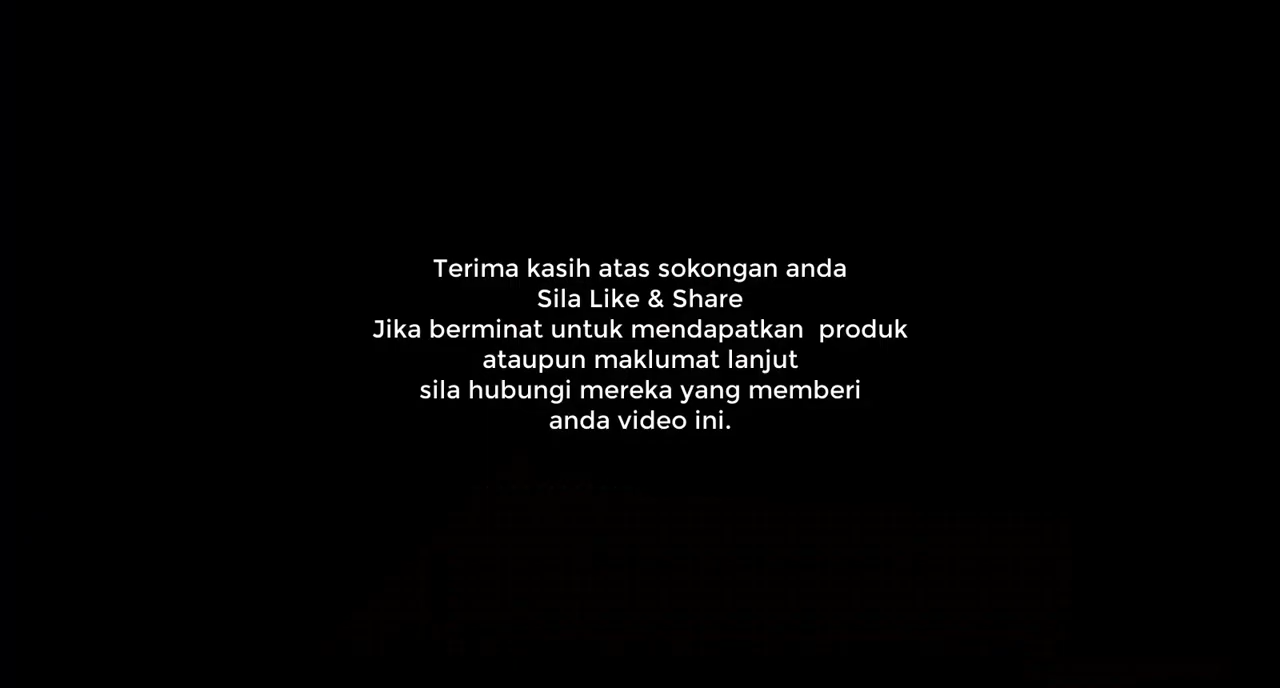 Terima kasih atas sokongan anda
Sila Like & Share
Jika berminat untuk mendapatkan  produk
ataupun maklumat lanjut
sila hubungi mereka yang memberi
anda video ini.